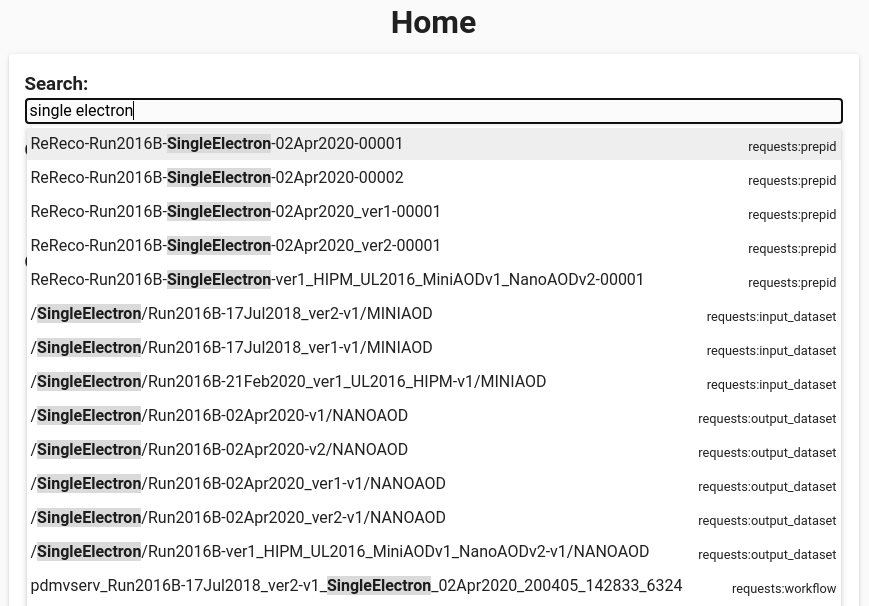 Home
Search:
single electron
ReReco-Run2016B-SingleElectron-02Apr2020-00001 requests:prepid
ReReco-Run2016B-SingleElectron-02Apr2020-00002 requests:prepid
ReReco-Run2016B-SingleElectron-02Apr2020_ver1-00001 requests:prepid
ReReco-Run2016B-SingleElectron-02Apr2020_ver2-00001 requests:prepid
ReReco-Run2016B-SingleElectron-ver1_HIPM_UL2016_MiniAODv1_NanoAODv2-00001 requests:prepid
/SingleElectron/Run2016B-17Jul2018_ver2-v1/MINIAOD requests:input_dataset
/SingleElectron/Run2016B-17Jul2018_ver1-v1/MINIAOD requests:input_dataset
/SingleElectron/Run2016B-21Feb2020_ver1_UL2016_HIPM-v1/MINIAOD requests:input_dataset
/SingleElectron/Run2016B-02Apr2020-v1/NANOAOD requests:output_dataset
/SingleElectron/Run2016B-02Apr2020-v2/NANOAOD requests:output_dataset
/SingleElectron/Run2016B-02Apr2020_ver1-v1/NANOAOD requests:output_dataset
/SingleElectron/Run2016B-02Apr2020_ver2-v1/NANOAOD requests:output_dataset
/SingleElectron/Run2016B-ver1_HIPM_UL2016_MiniAODv1_NanoAODv2-v1/NANOAOD requests:output_dataset
pdmvserv_Run2016B-17Jul2018_ver2-v1_SingleElectron_02Apr2020_200405_142833_6324 requests:workflow